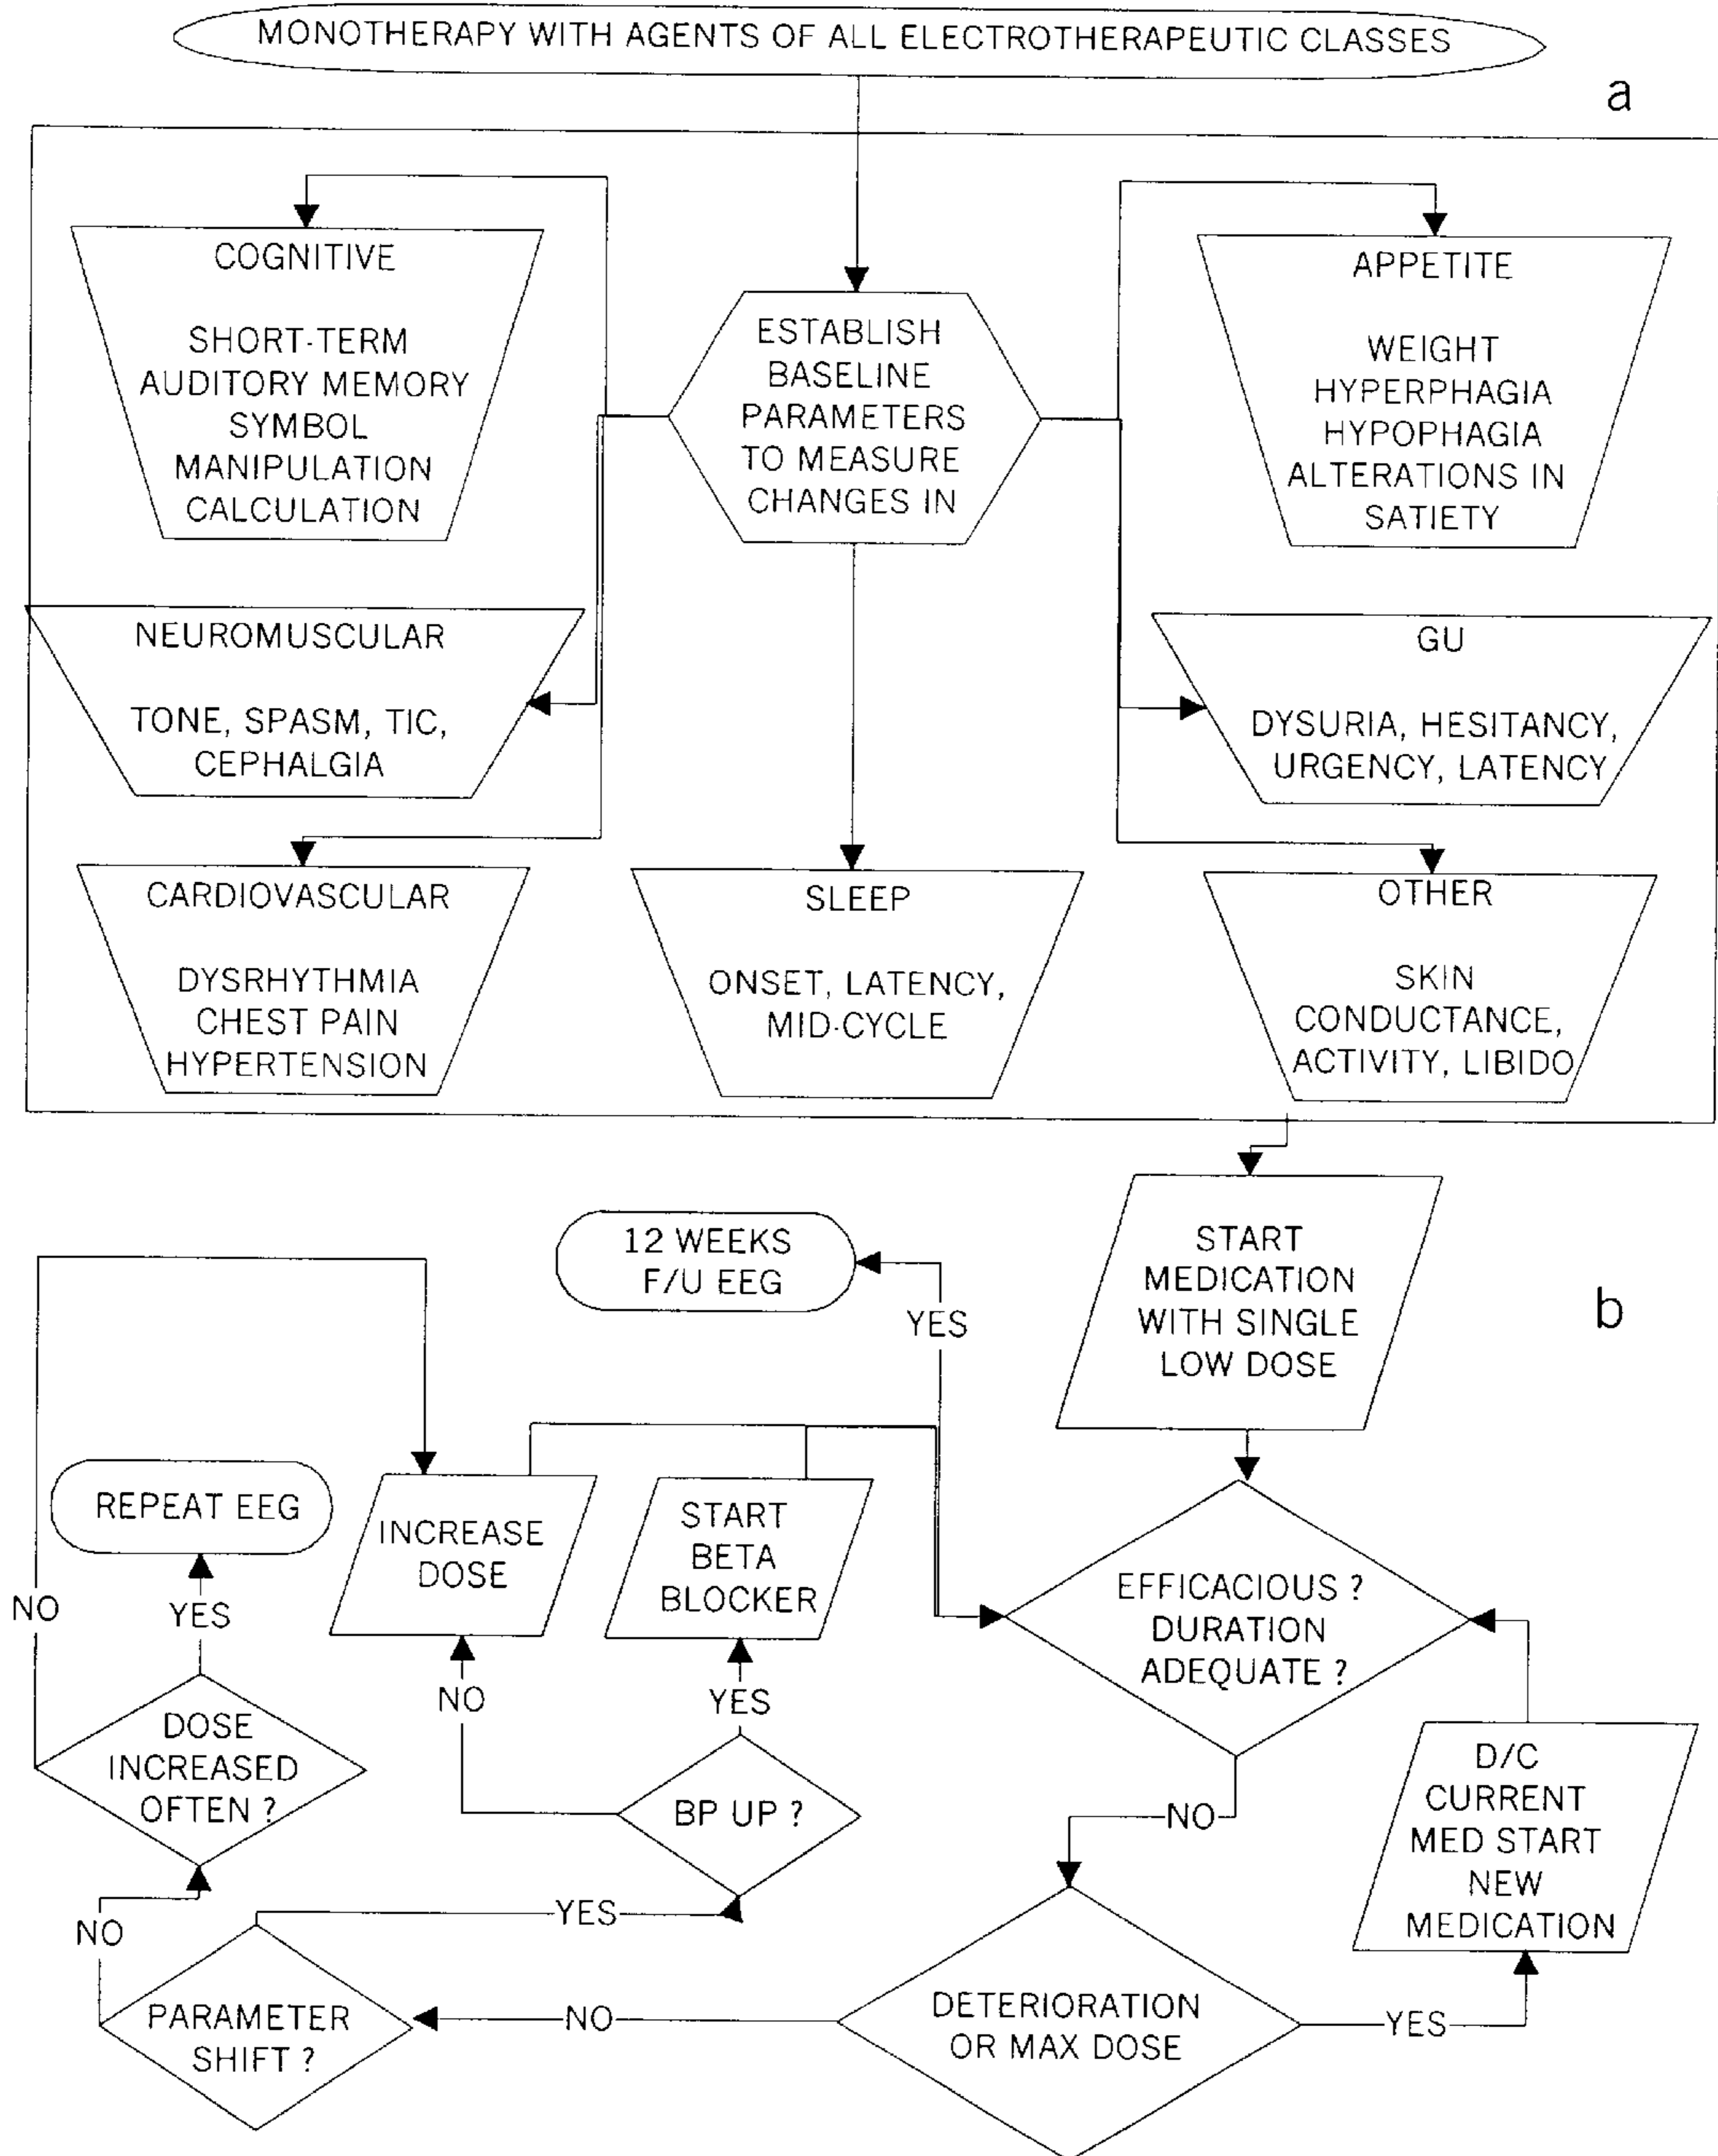 MONOTHERAPY WITH AGENTS OF ALL ELECTROTHERAPEUTIC CLASSES
a
COGNITIVE
SHORT-TERM
AUDITORY MEMORY
SYMBOL
MANIPULATION
CALCULATION
ESTABLISH
BASELINE
PARAMETERS
TO MEASURE
CHANGES IN
APPETITE
WEIGHT
HYPERPHAGIA
HYPOPHAGIA
ALTERATIONS IN
SATIETY
NEUROMUSCULAR
TONE, SPASM, TIC,
CEPHALGIA
GU
DYSURIA, HESITANCY,
URGENCY, LATENCY
CARDIOVASCULAR
DYSRHYTHMIA
CHEST PAIN
HYPERTENSION
SLEEP
ONSET, LATENCY,
MID-CYCLE
OTHER
SKIN
CONDUCTANCE,
ACTIVITY, LIBIDO
12 WEEKS
F/U EEG
YES
START
MEDICATION
WITH SINGLE
LOW DOSE
b
REPEAT EEG
INCREASE
DOSE
START
BETA
BLOCKER
EFFICACIOUS ?
DURATION
ADEQUATE ?
NO
YES
NO
YES
DOSE
INCREASED
OFTEN ?
BP UP ?
NO
D/C
CURRENT
MED START
NEW
MEDICATION
NO
YES
PARAMETER
SHIFT ?
NO
DETERIORATION
OR MAX DOSE
YES